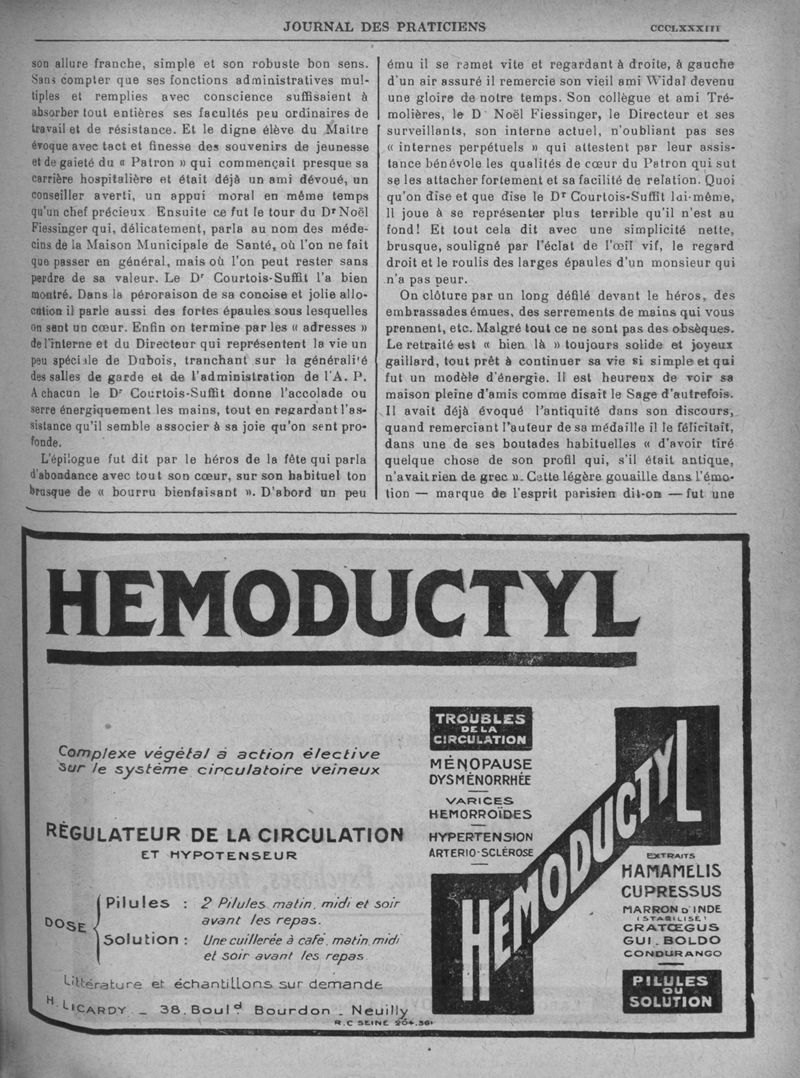 JOURNAL DES PRATICIENS
CCCLXXXIII
son allure franche, simple et son robuste bon sens.
Sans compter que ses fonctions administratives mul-
tiples et remplies avec conscience suffisaient à
absorber tout entières ses facultés peu ordinaires de
travail et de résistance. Et le digne élève du Maitre
évoque avec tact et finesse des souvenirs de jeunesse
et de gaieté du « Patron » qui commençait presque sa
carrière hospitalière et était déjà un ami dévoué, un
conseiller averti, un appui moral en même temps
qu'un chef précieux Ensuite ce fut le tour du Dr Noël
Fiessinger qui, délicatement, parla au nom des méde-
cins de la Maison Municipale de Santé, où l'on ne fait
que passer en général, mais où l'on peut rester sans
perdre de sa valeur. Le Dr Courtois-Suffit l'a bien
montré. Dans la péroraison de sa concise et jolie allo-
cution il parle aussi des fortes épaules sous lesquelles
on sent un cœur. Enfin on termine par les « adresses »
de l'interne et du Directeur qui représentent la vie un
peu spéciale de Dubois, tranchant sur la généralité
des salles de garde et de l'administration de l'A. P.
A chacun le Dr Courtois-Suffit donne l'accolade ou
serre énergiquement les mains, tout en regardant l'as-
sistance qu'il semble associer à sa joie qu'on sent pro-
fonde.
L'épilogue fut dit par le héros de la fête qui parla
d'abondance avec tout son cœur, sur son habituel ton
brusque de « bourru bienfaisant ». D'abord un peu
ému il se ramet vite et regardant à droite, à gauche
d'un air assuré il remercie son vieil ami Widal devenu
une gloire de notre temps. Son collègue et ami Tré-
molières, le D Noël Fiessinger, le Directeur et ses
surveillants, son interne actuel, n'oubliant pas ses
« internes perpétuels » qui attestent par leur assis-
tance bénévole les qualités de cœur du Patron qui sut
se les attacher fortement et sa facilité de relation. Quoi
qu'on dise et que dise le Dr Courtois-Suffit lui-même,
Il joue à se représenter plus terrible qu'il n'est au
fond! Et tout cela dit avec une simplicité nette,
brusque, souligné par l'éclat de l'œil vif, le regard
droit et le roulis des larges épaules d'un monsieur qui
n'a pas peur.
On clôture par un long défilé devant le héros, des
embrassades émues, des serrements de mains qui vous
prennent, etc. Malgré tout ce ne sont pas des obsèques.
Le retraité est « bien là » toujours solide et joyeux
gaillard, tout prêt à continuer sa vie si simple et qui
fut un modèle d'énergie. Il est heureux de voir sa
maison pleine d'amis comme disait le Sage d'autrefois.
Il avait déjà évoqué l'antiquité dans son discours,
quand remerciant l'auteur de sa médaille il le félicitait,
dans une de ses boutades habituelles « d'avoir tiré
quelque chose de son profil qui, s'il était antique,
n'avait rien de grec ». Cette légère gouaille dans l'émo-
tion — marque de l'esprit parisien dit-on — fut une
HEMODUCTYL
Complexe végétal à action élective
sur le système circulatoire veineux
RÉGULATEUR DE LA CIRCULATION
ET HYPOTENSEUR
DOSE
Pilules : 2 Pilules matin, midi et soir
avant les repas.
Solution : Une cuillerée à café, matin, midi
et soir avant les repas
Littérature et échantillons sur demande
H. LICARDY _ 38. Boul.d Bourdon _ Neuilly
R.C SEINE 204.361
TROUBLES
DE LA
CIRCULATION
MÉNOPAUSE
DYSMÉNORRHÉE
VARICES
HEMORROÏDES
HYPERTENSION
ARTERIO-SCLÉROSE
HEMODUCTYL
EXTRAITS
HAMAMELIS
CUPRESSUS
MARRON D'INDE
(STABILISÉ)
CRATŒGUS
GUI . BOLDO
CONDURANGO
PILULES
OU
SOLUTION